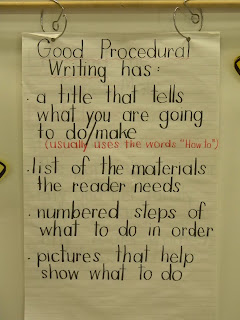 Good Procedural
Writing has:
· a title that tells
what you are going
to do/make
(usually uses the words "How To")
· list of the materials
the reader needs
· numbered steps of
what to do in order
· pictures that help
show what to do